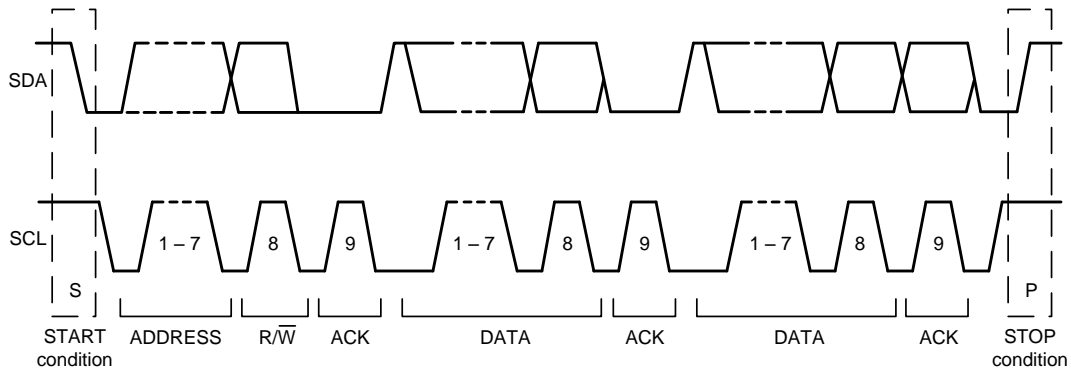 SDA
SCL
1 – 7 8 9 1 – 7 8 9 1 – 7 8 9
S P
START condition ADDRESS R/W̅ ACK DATA ACK DATA ACK STOP condition